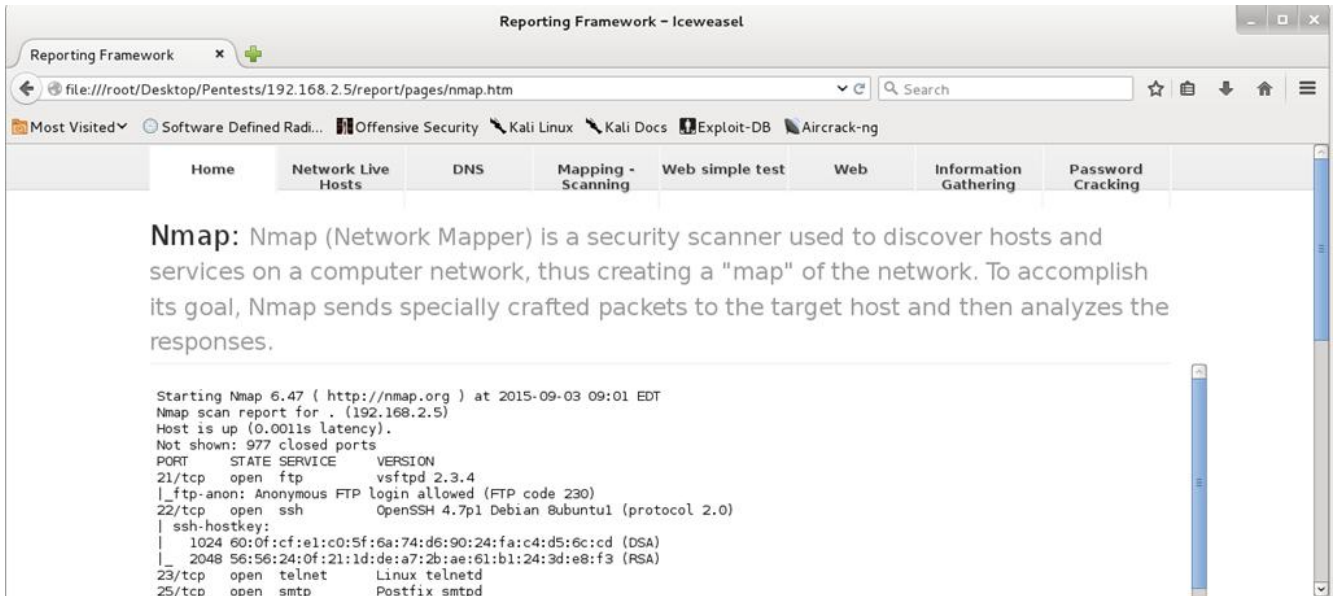 Reporting Framework - Iceweasel
Reporting Framework
file:///root/Desktop/Pentests/192.168.2.5/report/pages/nmap.htm
Search
Most Visited
Software Defined Radi...
Offensive Security
Kali Linux
Kali Docs
Exploit-DB
Aircrack-ng
Home
Network Live Hosts
DNS
Mapping - Scanning
Web simple test
Web
Information Gathering
Password Cracking
Nmap: Nmap (Network Mapper) is a security scanner used to discover hosts and
services on a computer network, thus creating a "map" of the network. To accomplish
its goal, Nmap sends specially crafted packets to the target host and then analyzes the
responses.
Starting Nmap 6.47 ( http://nmap.org ) at 2015-09-03 09:01 EDT
Nmap scan report for . (192.168.2.5)
Host is up (0.0011s latency).
Not shown: 977 closed ports
PORT STATE SERVICE VERSION
21/tcp open ftp vsftpd 2.3.4
|_ftp-anon: Anonymous FTP login allowed (FTP code 230)
22/tcp open ssh OpenSSH 4.7p1 Debian 8ubuntu1 (protocol 2.0)
| ssh-hostkey:
| 1024 60:0f:cf:e1:c0:5f:6a:74:d6:90:24:fa:c4:d5:6c:cd (DSA)
|_ 2048 56:56:24:0f:21:1d:de:a7:2b:ae:61:b1:24:3d:e8:f3 (RSA)
23/tcp open telnet Linux telnetd
25/tcp open smtp Postfix smtpd